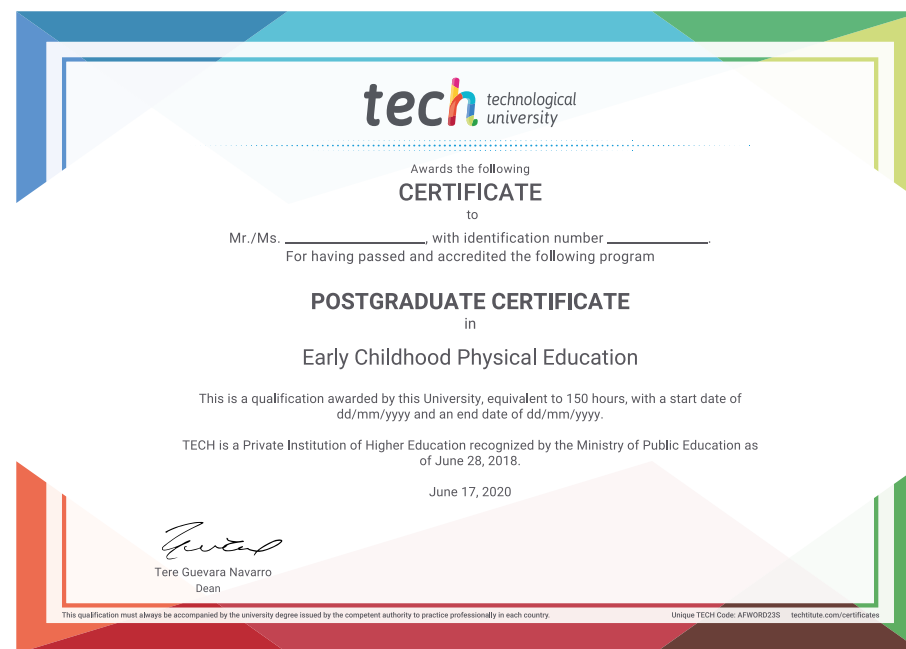 tech technological
university
Awards the following
CERTIFICATE
to
Mr./Ms. ____________________, with identification number ______________.
For having passed and accredited the following program
POSTGRADUATE CERTIFICATE
in
Early Childhood Physical Education
This is a qualification awarded by this University, equivalent to 150 hours, with a start date of
dd/mm/yyyy and an end date of dd/mm/yyyy.
TECH is a Private Institution of Higher Education recognized by the Ministry of Public Education as
of June 28, 2018.
June 17, 2020
Tere Guevara Navarro
Dean
This qualification must always be accompanied by the university degree issued by the competent authority to practice professionally in each country. Unique TECH Code: AFWORD23S techtitute.com/certificates